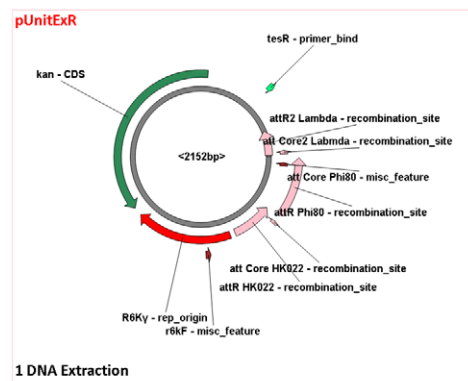 pUnitExR
tesR - primer_bind
kan - CDS
attR2 Lambda - recombination_site
att Core2 Labmda - recombination_site
<2152bp>
att Core Phi80 - misc_feature
attR Phi80 - recombination_site
att Core HK022 - recombination_site
attR HK022 - recombination_site
R6Kγ - rep_origin
r6kF - misc_feature
1 DNA Extraction